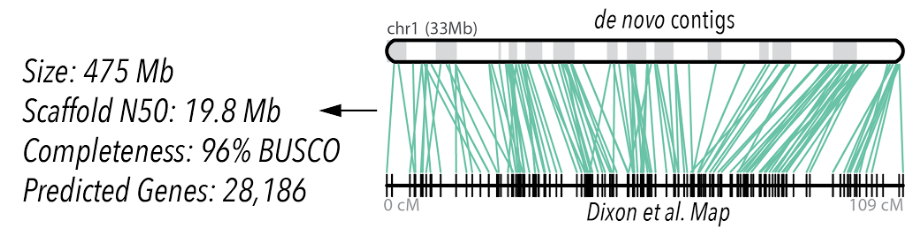 de novo contigs
chr1 (33Mb)
Size: 475 Mb
Scaffold N50: 19.8 Mb
Completeness: 96% BUSCO
Predicted Genes: 28,186
0 cM
Dixon et al. Map
109 cM